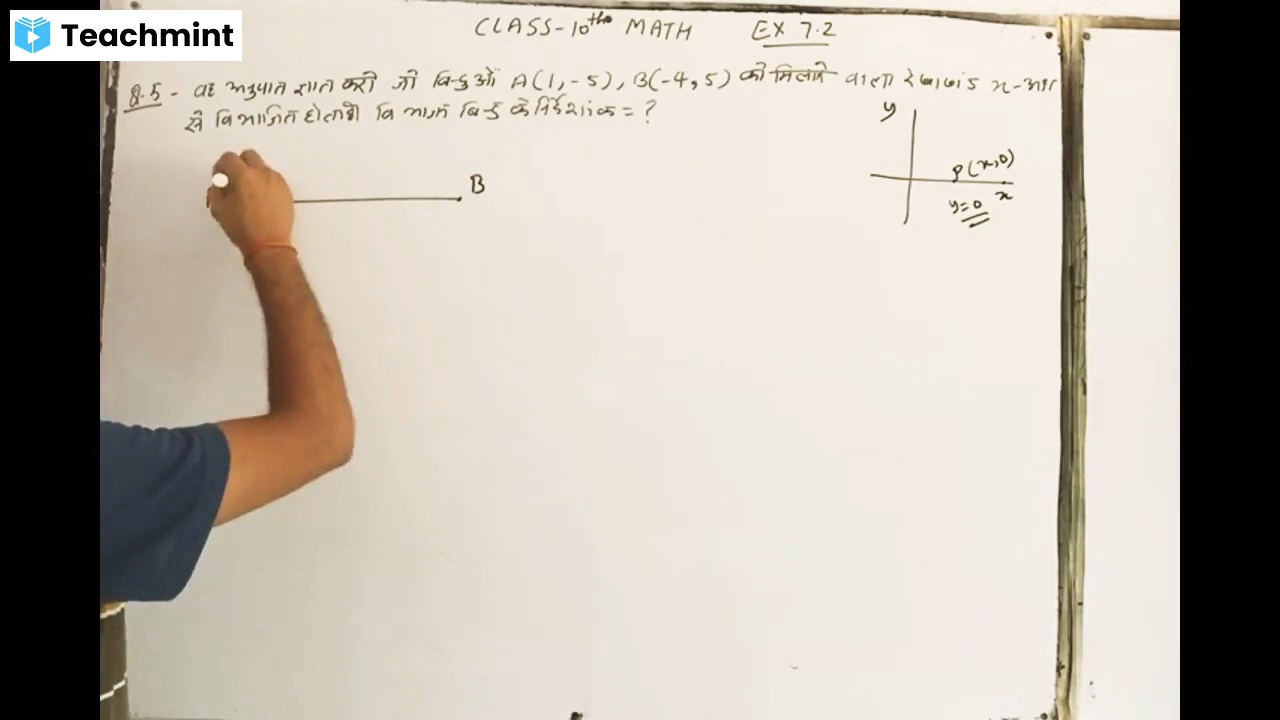 Teachmint
CLASS-10th MATH EX 7.2
Q.5 - वह अनुपात ज्ञात करो जो बिन्दुओं A(1,-5), B(-4,5) को मिलाने वाला रेखाखंड x-अक्ष
से विभाजित होता है विभाजन बिन्दु के निर्देशांक = ?
y
P(x,0)
B
y=0 x